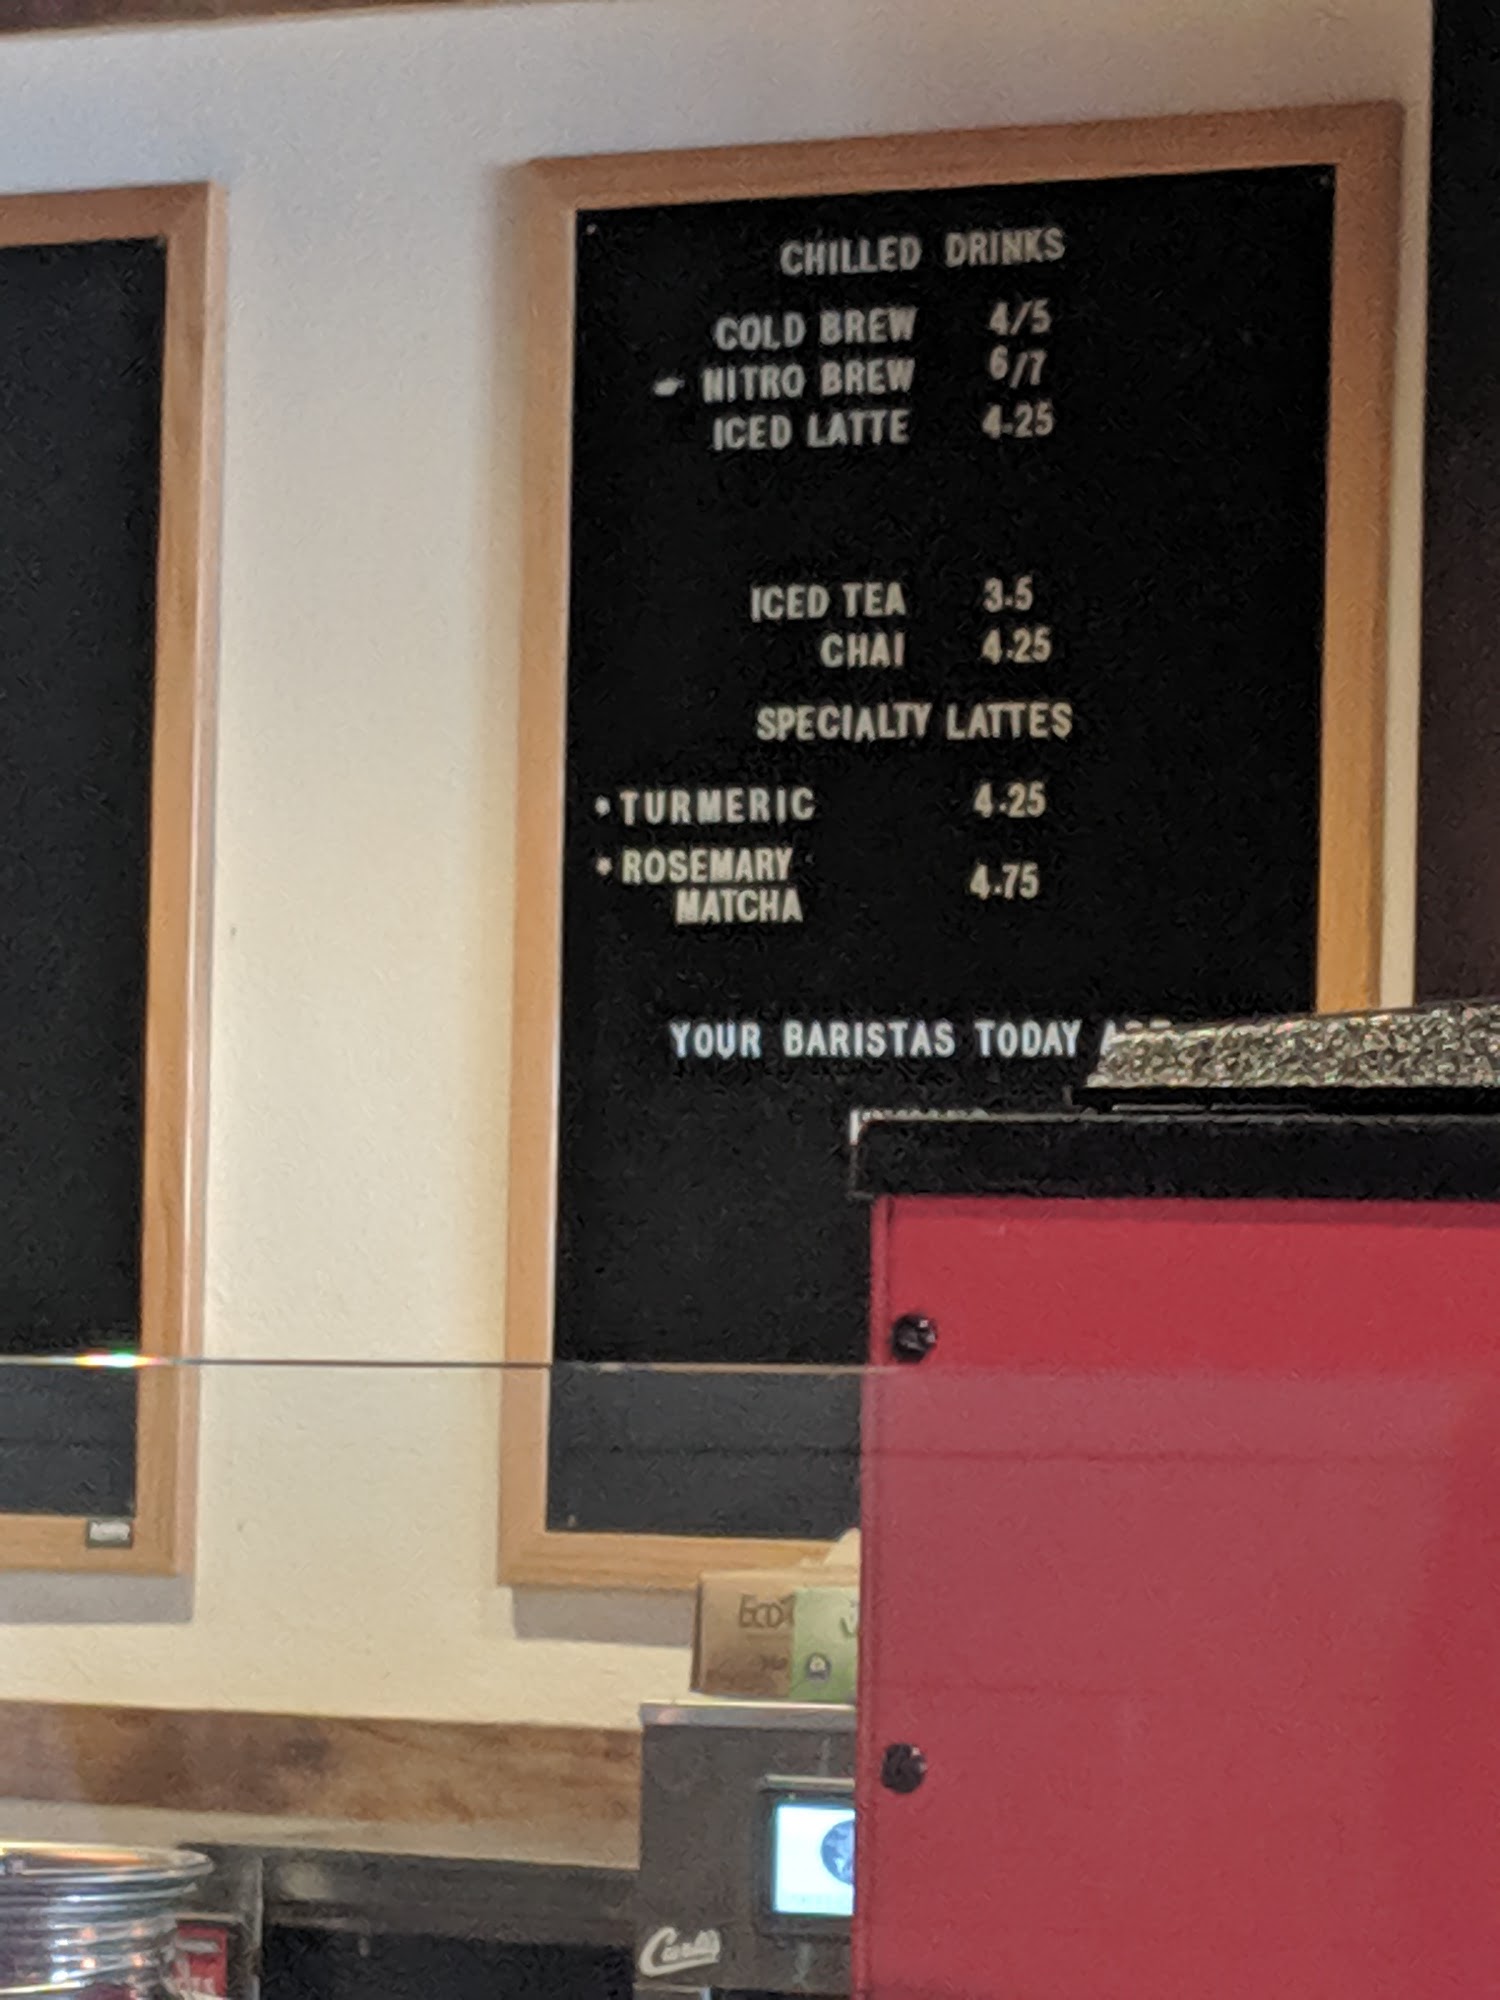 CHILLED DRINKS
COLD BREW 4/5
NITRO BREW 6/7
ICED LATTE 4.25
ICED TEA 3.5
CHAI 4.25
SPECIALTY LATTES
• TURMERIC 4.25
• ROSEMARY
MATCHA 4.75
YOUR BARISTAS TODAY
Curtis